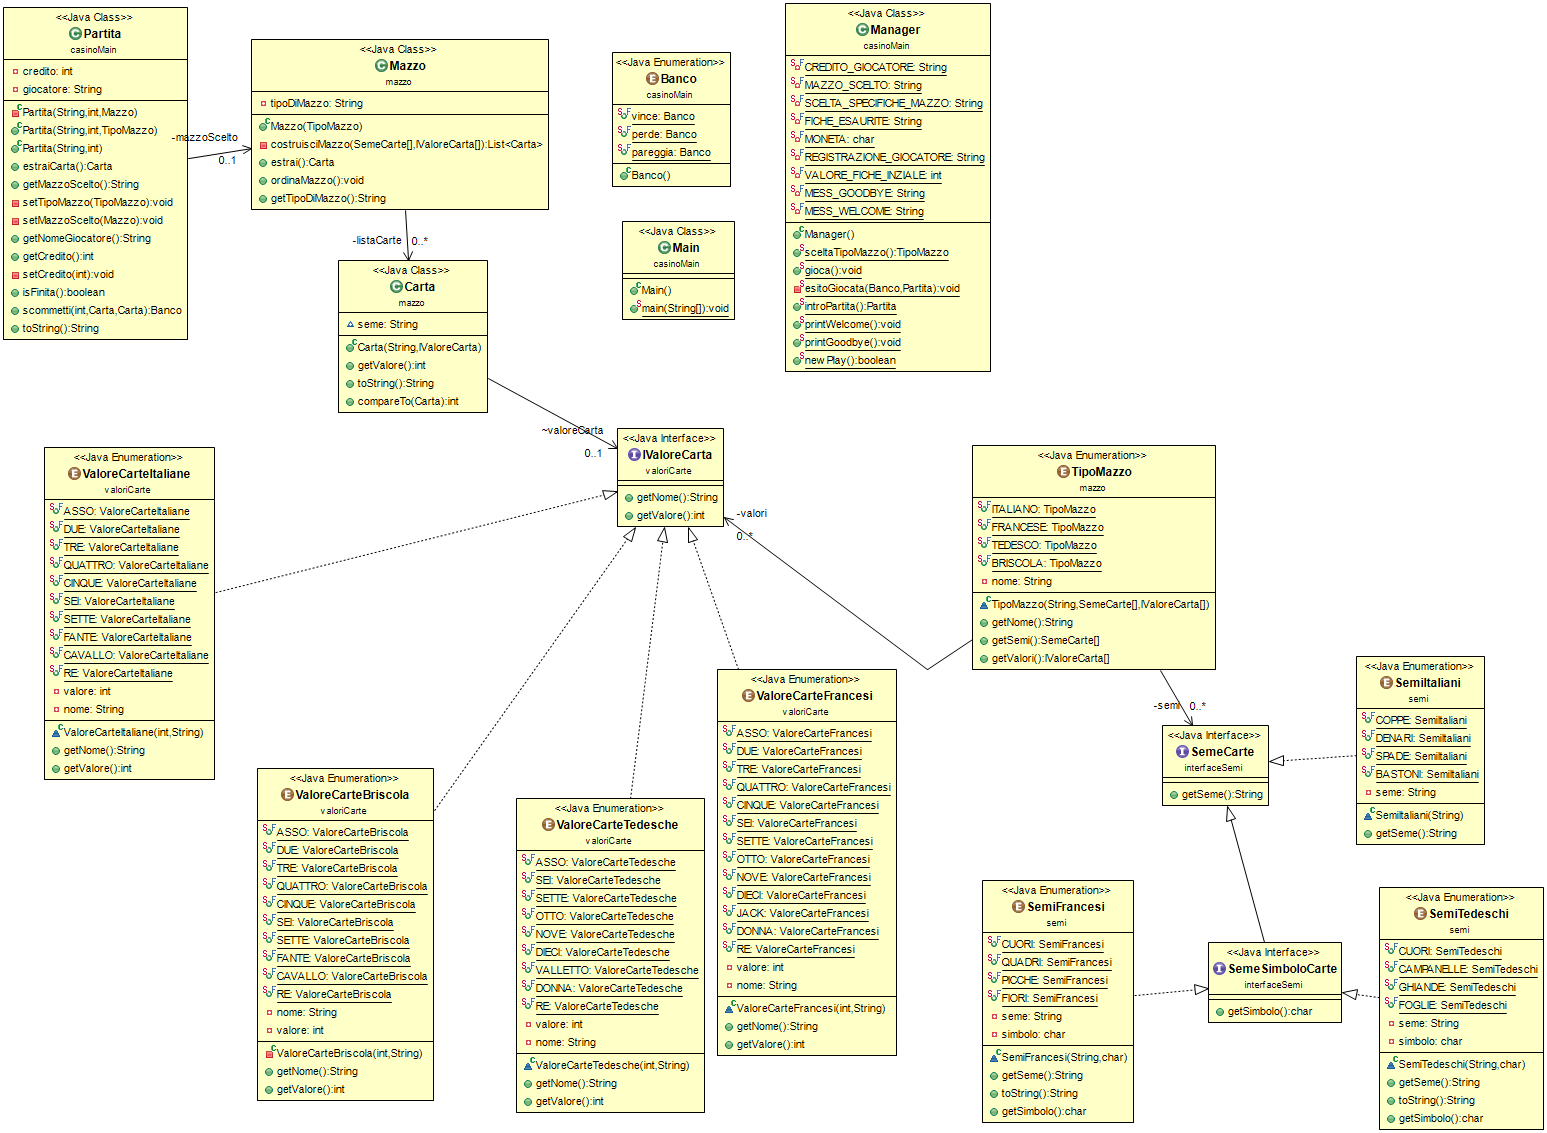 <<Java Class>>
Partita
casinoMain
credito: int
giocatore: String
Partita(String,int,Mazzo)
Partita(String,int,TipoMazzo)
Partita(String,int)
estraiCarta():Carta
getMazzoScelto():String
setTipoMazzo(TipoMazzo):void
setMazzoScelto(Mazzo):void
getNomeGiocatore():String
getCredito():int
setCredito(int):void
isFinita():boolean
scommetti(int,Carta,Carta):Banco
toString():String
-mazzoScelto
0..1
<<Java Class>>
Mazzo
mazzo
tipoDiMazzo: String
Mazzo(TipoMazzo)
costruisciMazzo(SemeCarte[],IValoreCarta[]):List<Carta>
estrai():Carta
ordinaMazzo():void
getTipoDiMazzo():String
-listaCarte
0..*
<<Java Class>>
Carta
mazzo
seme: String
Carta(String,IValoreCarta)
getValore():int
toString():String
compareTo(Carta):int
~valoreCarta
0..1
<<Java Enumeration>>
Banco
casinoMain
vince: Banco
perde: Banco
pareggia: Banco
Banco()
<<Java Class>>
Main
casinoMain
Main()
main(String[]):void
<<Java Class>>
Manager
casinoMain
CREDITO_GIOCATORE: String
MAZZO_SCELTO: String
SCELTA_SPECIFICHE_MAZZO: String
FICHE_ESAURITE: String
MONETA: char
REGISTRAZIONE_GIOCATORE: String
VALORE_FICHE_INZIALE: int
MESS_GOODBYE: String
MESS_WELCOME: String
Manager()
sceltaTipoMazzo():TipoMazzo
gioca():void
esitoGiocata(Banco,Partita):void
introPartita():Partita
printWelcome():void
printGoodbye():void
newPlay():boolean
<<Java Interface>>
IValoreCarta
valoriCarte
getNome():String
getValore():int
-valori
0..*
<<Java Enumeration>>
ValoreCarteItaliane
valoriCarte
ASSO: ValoreCarteItaliane
DUE: ValoreCarteItaliane
TRE: ValoreCarteItaliane
QUATTRO: ValoreCarteItaliane
CINQUE: ValoreCarteItaliane
SEI: ValoreCarteItaliane
SETTE: ValoreCarteItaliane
FANTE: ValoreCarteItaliane
CAVALLO: ValoreCarteItaliane
RE: ValoreCarteItaliane
valore: int
nome: String
ValoreCarteItaliane(int,String)
getNome():String
getValore():int
<<Java Enumeration>>
ValoreCarteBriscola
valoriCarte
ASSO: ValoreCarteBriscola
DUE: ValoreCarteBriscola
TRE: ValoreCarteBriscola
QUATTRO: ValoreCarteBriscola
CINQUE: ValoreCarteBriscola
SEI: ValoreCarteBriscola
SETTE: ValoreCarteBriscola
FANTE: ValoreCarteBriscola
CAVALLO: ValoreCarteBriscola
RE: ValoreCarteBriscola
nome: String
valore: int
ValoreCarteBriscola(int,String)
getNome():String
getValore():int
<<Java Enumeration>>
ValoreCarteTedesche
valoriCarte
ASSO: ValoreCarteTedesche
SEI: ValoreCarteTedesche
SETTE: ValoreCarteTedesche
OTTO: ValoreCarteTedesche
NOVE: ValoreCarteTedesche
DIECI: ValoreCarteTedesche
VALLETTO: ValoreCarteTedesche
DONNA: ValoreCarteTedesche
RE: ValoreCarteTedesche
valore: int
nome: String
ValoreCarteTedesche(int,String)
getNome():String
getValore():int
<<Java Enumeration>>
ValoreCarteFrancesi
valoriCarte
ASSO: ValoreCarteFrancesi
DUE: ValoreCarteFrancesi
TRE: ValoreCarteFrancesi
QUATTRO: ValoreCarteFrancesi
CINQUE: ValoreCarteFrancesi
SEI: ValoreCarteFrancesi
SETTE: ValoreCarteFrancesi
OTTO: ValoreCarteFrancesi
NOVE: ValoreCarteFrancesi
DIECI: ValoreCarteFrancesi
JACK: ValoreCarteFrancesi
DONNA: ValoreCarteFrancesi
RE: ValoreCarteFrancesi
valore: int
nome: String
ValoreCarteFrancesi(int,String)
getNome():String
getValore():int
<<Java Enumeration>>
TipoMazzo
mazzo
ITALIANO: TipoMazzo
FRANCESE: TipoMazzo
TEDESCO: TipoMazzo
BRISCOLA: TipoMazzo
nome: String
TipoMazzo(String,SemeCarte[],IValoreCarta[])
getNome():String
getSemi():SemeCarte[]
getValori():IValoreCarta[]
-semi
0..*
<<Java Interface>>
SemeCarte
interfaceSemi
getSeme():String
<<Java Enumeration>>
SemiItaliani
semi
COPPE: SemiItaliani
DENARI: SemiItaliani
SPADE: SemiItaliani
BASTONI: SemiItaliani
seme: String
SemiItaliani(String)
getSeme():String
<<Java Enumeration>>
SemiFrancesi
semi
CUORI: SemiFrancesi
QUADRI: SemiFrancesi
PICCHE: SemiFrancesi
FIORI: SemiFrancesi
seme: String
simbolo: char
SemiFrancesi(String,char)
getSeme():String
toString():String
getSimbolo():char
<<Java Interface>>
SemeSimboloCarte
interfaceSemi
getSimbolo():char
<<Java Enumeration>>
SemiTedeschi
semi
CUORI: SemiTedeschi
CAMPANELLE: SemiTedeschi
GHIANDE: SemiTedeschi
FOGLIE: SemiTedeschi
seme: String
simbolo: char
SemiTedeschi(String,char)
getSeme():String
toString():String
getSimbolo():char